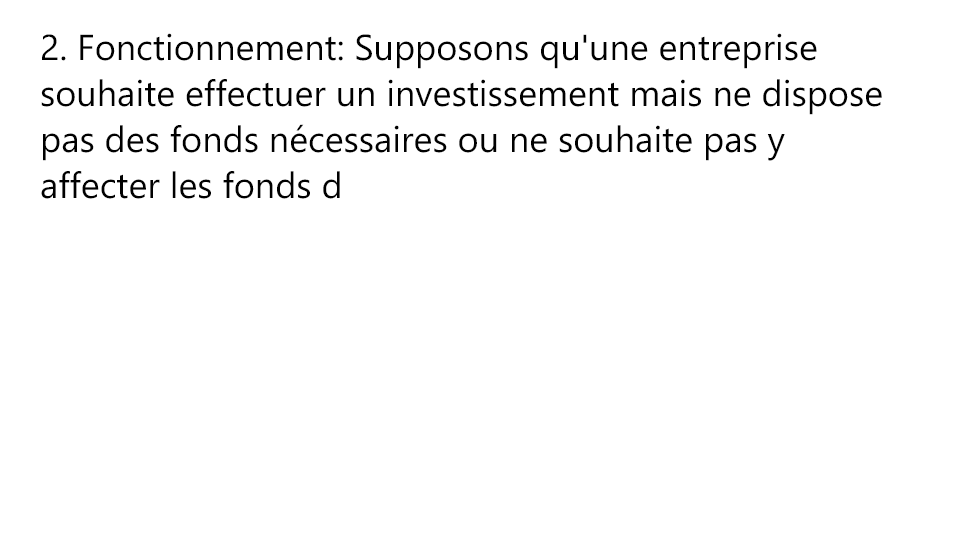 2. Fonctionnement: Supposons qu'une entreprise
souhaite effectuer un investissement mais ne dispose
pas des fonds nécessaires ou ne souhaite pas y
affecter les fonds d